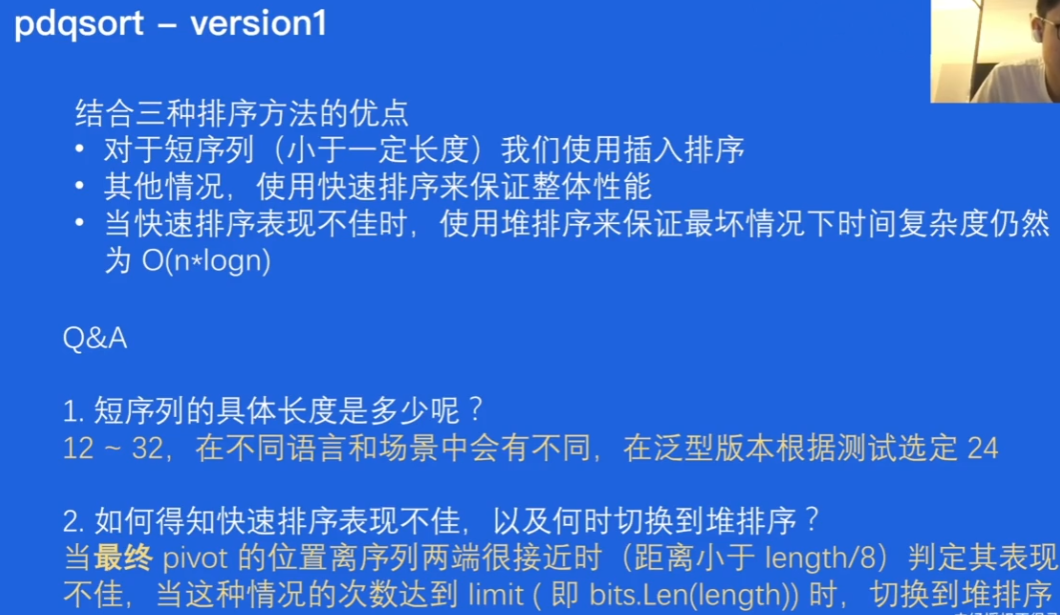 pdqsort – version1
结合三种排序方法的优点
• 对于短序列（小于一定长度）我们使用插入排序
• 其他情况，使用快速排序来保证整体性能
• 当快速排序表现不佳时，使用堆排序来保证最坏情况下时间复杂度仍然
为 O(n*logn)
Q&A
1. 短序列的具体长度是多少呢？
12 ~ 32，在不同语言和场景中会有不同，在泛型版本根据测试选定 24
2. 如何得知快速排序表现不佳，以及何时切换到堆排序？
当最终 pivot 的位置离序列两端很接近时（距离小于 length/8）判定其表现
不佳，当这种情况的次数达到 limit ( 即 bits.Len(length)) 时，切换到堆排序